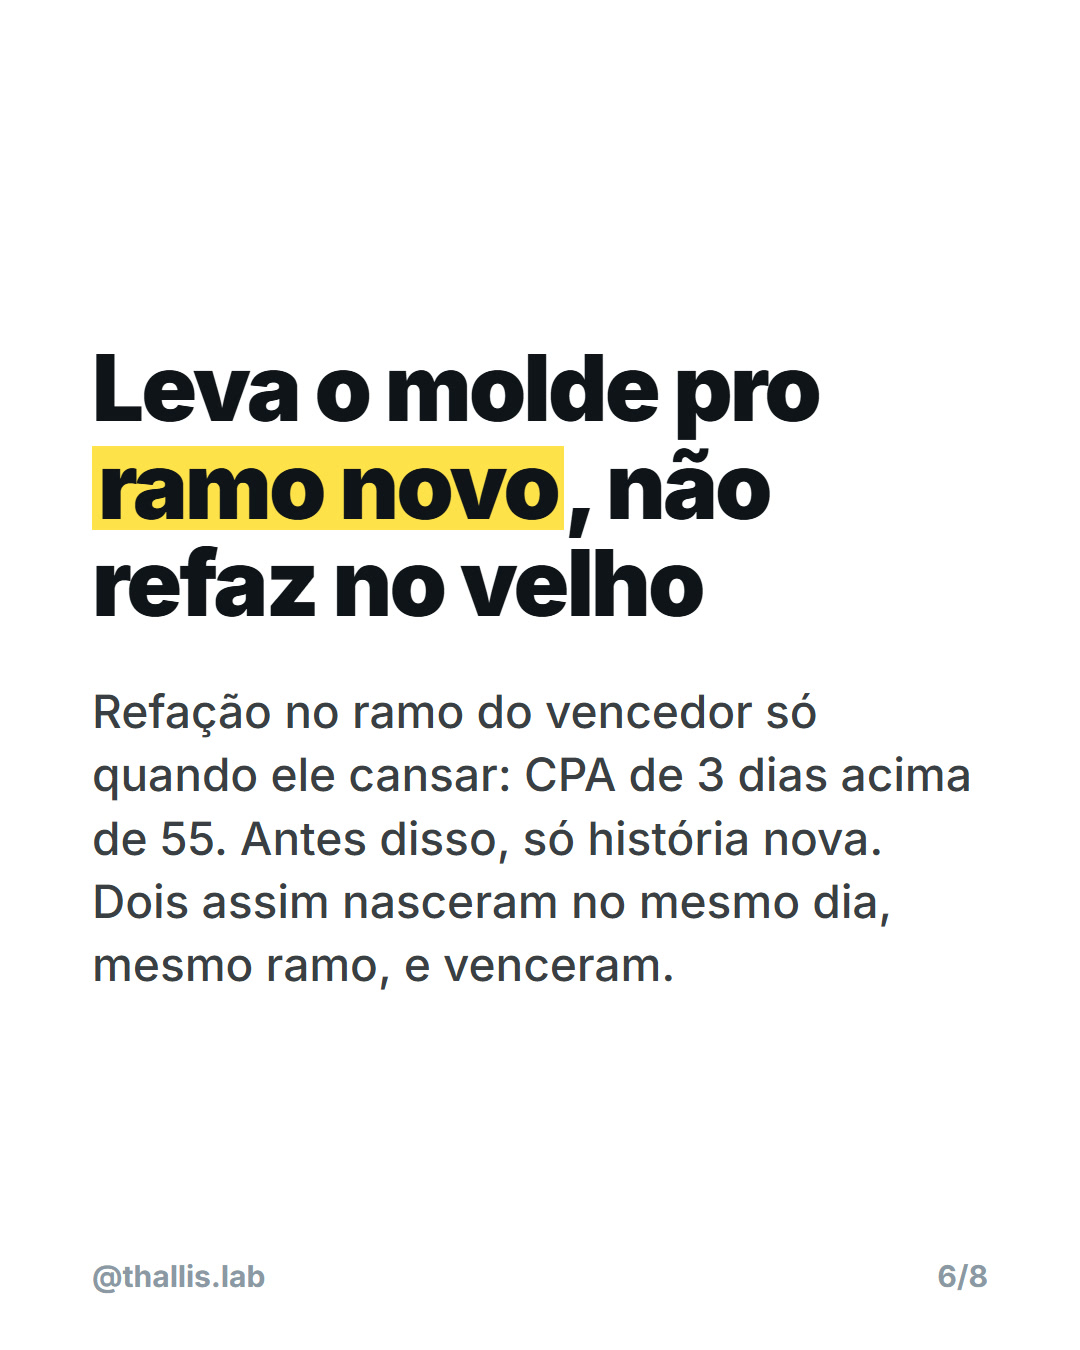 Leva o molde pro
ramo novo, não
refaz no velho
Refação no ramo do vencedor só
quando ele cansar: CPA de 3 dias acima
de 55. Antes disso, só história nova.
Dois assim nasceram no mesmo dia,
mesmo ramo, e venceram.
@thallis.lab
6/8